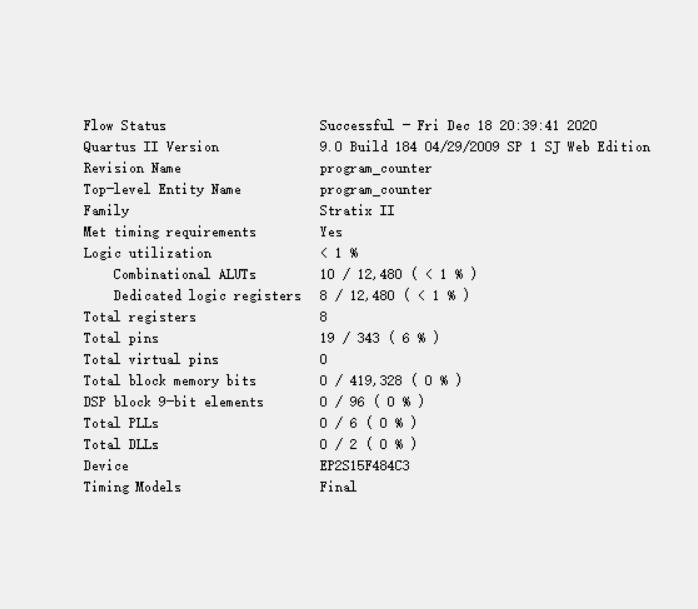 Flow Status Successful - Fri Dec 18 20:39:41 2020
Quartus II Version 9.0 Build 184 04/29/2009 SP 1 SJ Web Edition
Revision Name program_counter
Top-level Entity Name program_counter
Family Stratix II
Met timing requirements Yes
Logic utilization < 1 %
Combinational ALUTs 10 / 12,480 ( < 1 % )
Dedicated logic registers 8 / 12,480 ( < 1 % )
Total registers 8
Total pins 19 / 343 ( 6 % )
Total virtual pins 0
Total block memory bits 0 / 419,328 ( 0 % )
DSP block 9-bit elements 0 / 96 ( 0 % )
Total PLLs 0 / 6 ( 0 % )
Total DLLs 0 / 2 ( 0 % )
Device EP2S15F484C3
Timing Models Final